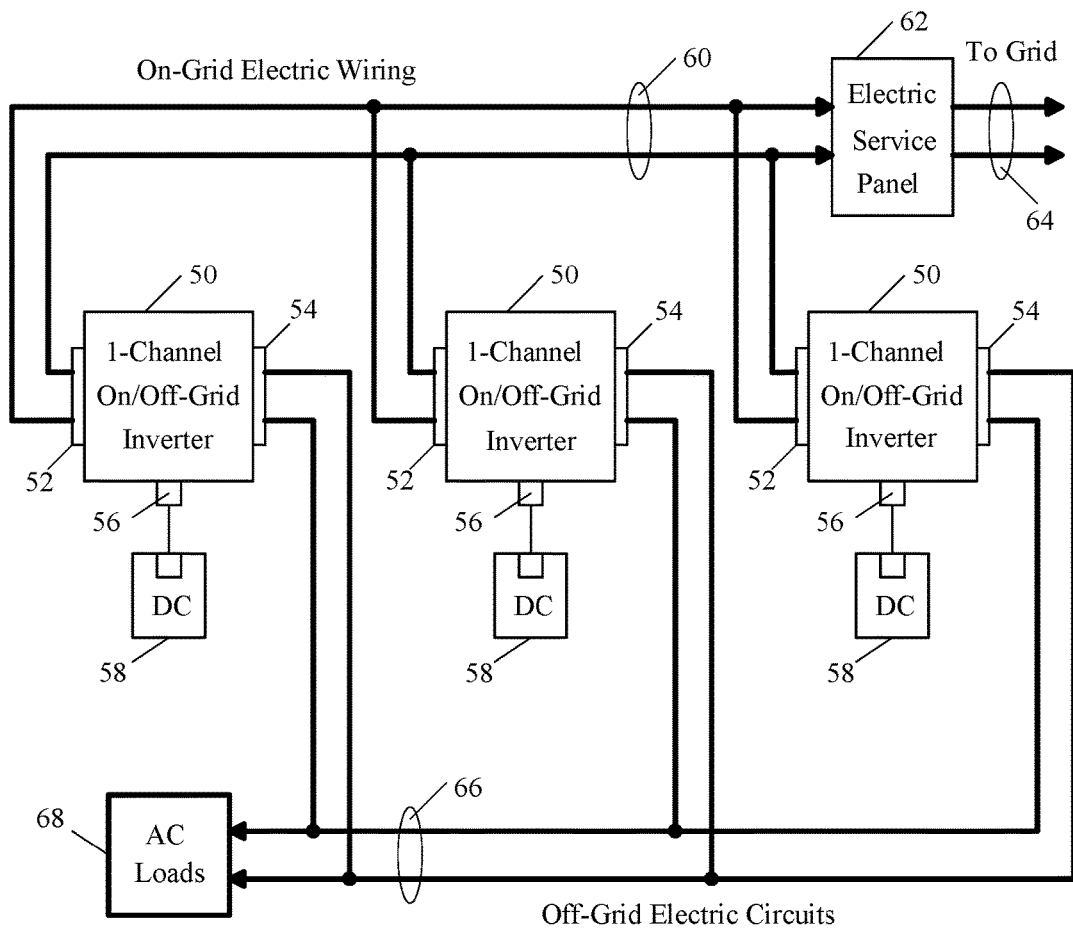 62
60
To Grid
On-Grid Electric Wiring
Electric
Service
Panel
64
50
54
50
54
50
54
1-Channel
On/Off-Grid
Inverter
1-Channel
On/Off-Grid
Inverter
1-Channel
On/Off-Grid
Inverter
52
52
52
56
56
56
DC
DC
DC
58
58
58
66
68
AC
Loads
Off-Grid Electric Circuits